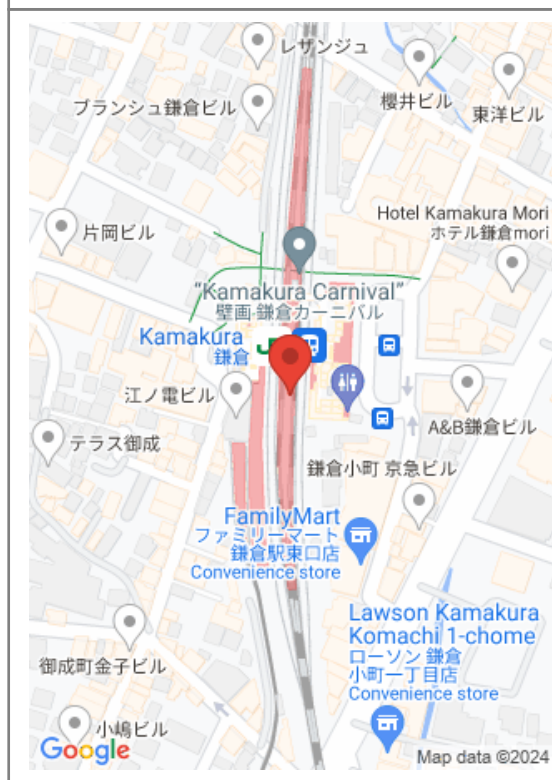 レザンジュ
櫻井ビル
ブランシュ鎌倉ビル
東洋ビル
Hotel Kamakura Mori
ホテル鎌倉mori
片岡ビル
“Kamakura Carnival”
壁画 鎌倉カーニバル
Kamakura
鎌倉
江ノ電ビル
A&B鎌倉ビル
テラス御成
鎌倉小町 京急ビル
FamilyMart
ファミリーマート
鎌倉駅東口店
Convenience store
Lawson Kamakura
Komachi 1-chome
ローソン 鎌倉
小町一丁目店
Convenience store
御成町金子ビル
小嶋ビル
Google
Map data ©2024